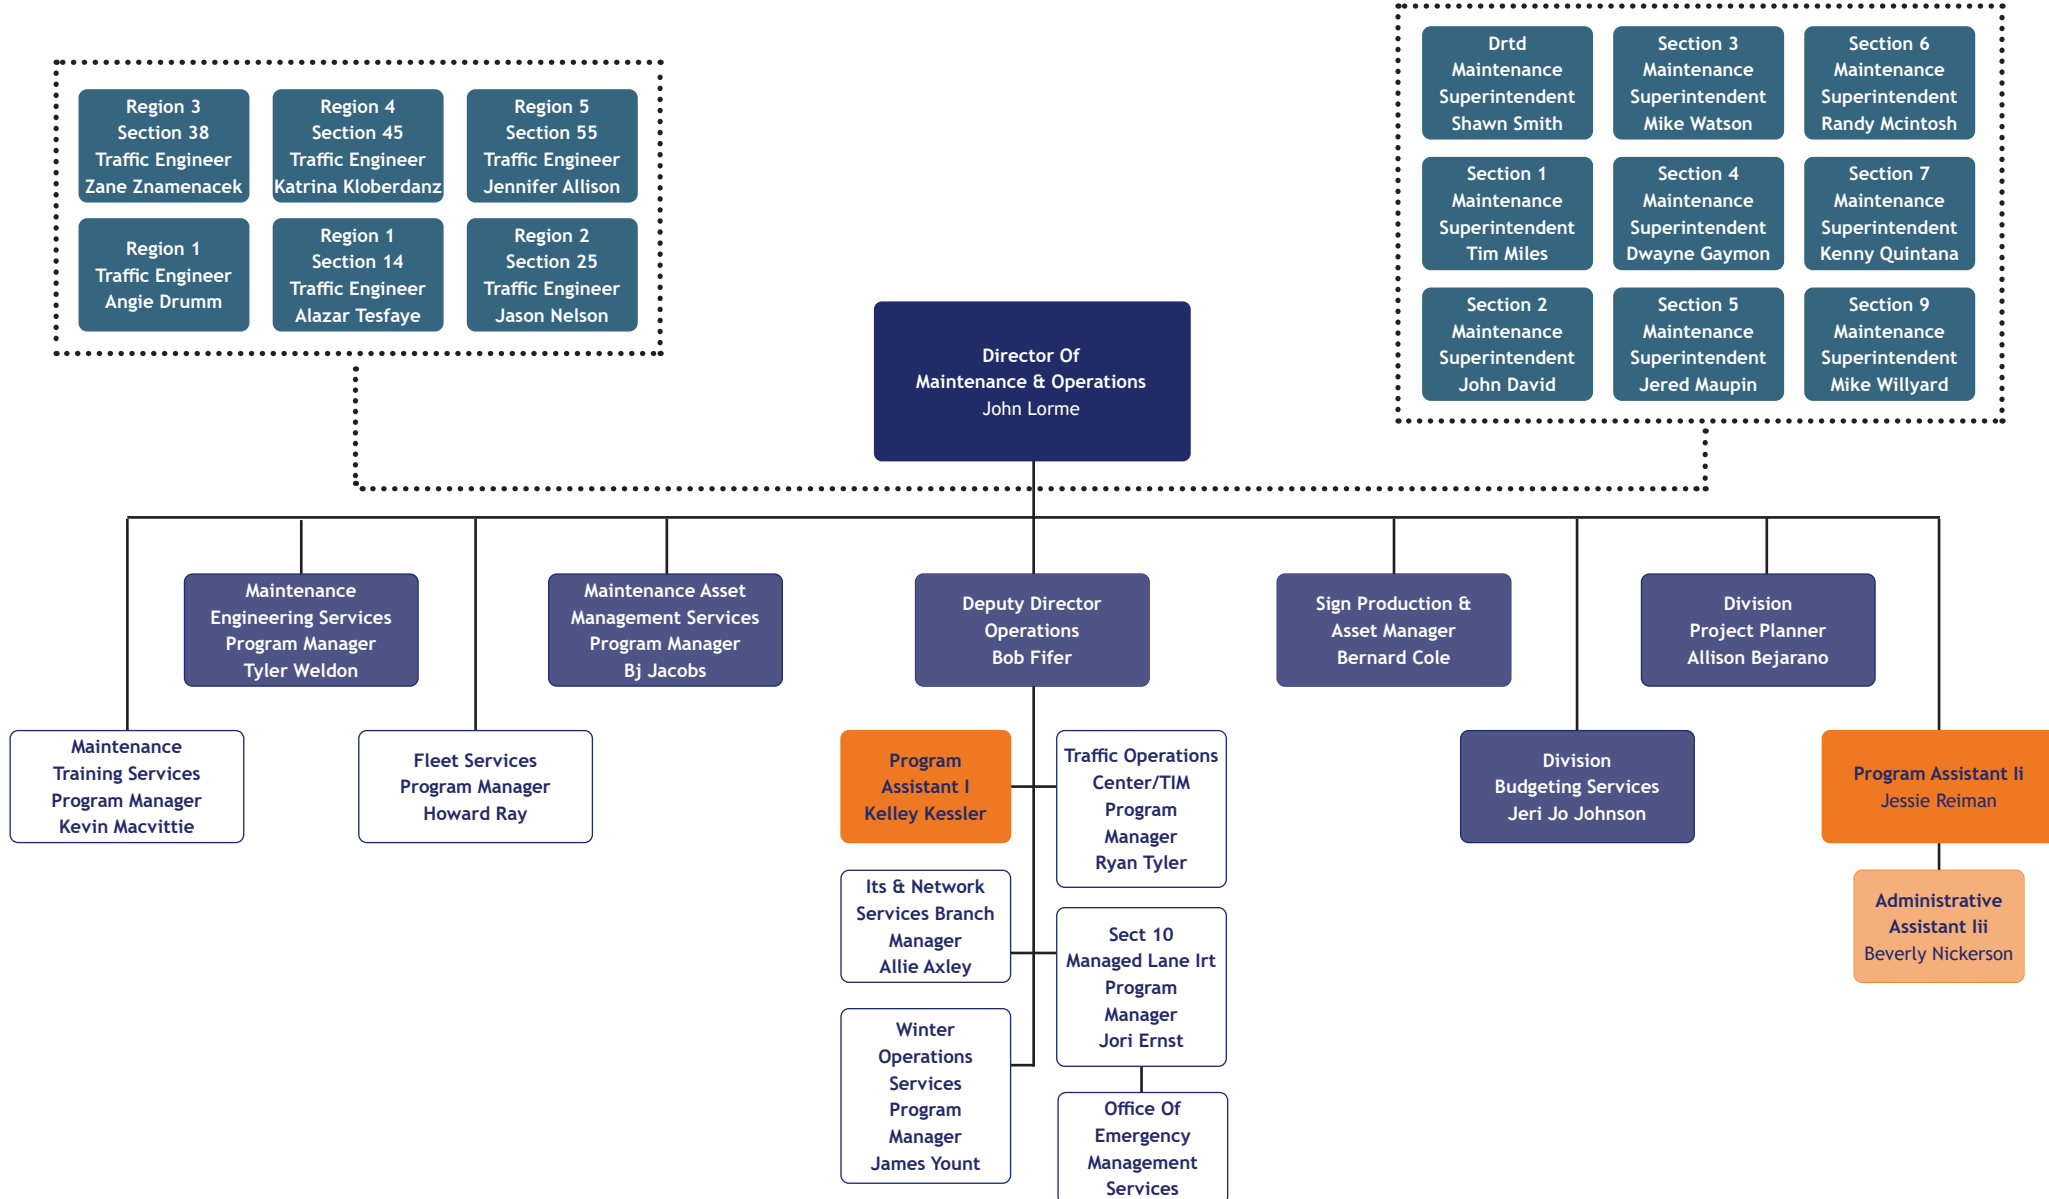 Region 3
Section 38
Traffic Engineer
Zane Znamenacek
Region 4
Section 45
Traffic Engineer
Katrina Kloberdanz
Region 5
Section 55
Traffic Engineer
Jennifer Allison
Region 1
Traffic Engineer
Angie Drumm
Region 1
Section 14
Traffic Engineer
Alazar Tesfaye
Region 2
Section 25
Traffic Engineer
Jason Nelson
Drtd
Maintenance
Superintendent
Shawn Smith
Section 3
Maintenance
Superintendent
Mike Watson
Section 6
Maintenance
Superintendent
Randy Mcintosh
Section 1
Maintenance
Superintendent
Tim Miles
Section 4
Maintenance
Superintendent
Dwayne Gaymon
Section 7
Maintenance
Superintendent
Kenny Quintana
Section 2
Maintenance
Superintendent
John David
Section 5
Maintenance
Superintendent
Jered Maupin
Section 9
Maintenance
Superintendent
Mike Willyard
Director Of
Maintenance & Operations
John Lorme
Maintenance
Engineering Services
Program Manager
Tyler Weldon
Maintenance Asset
Management Services
Program Manager
Bj Jacobs
Deputy Director
Operations
Bob Fifer
Sign Production &
Asset Manager
Bernard Cole
Division
Project Planner
Allison Bejarano
Maintenance
Training Services
Program Manager
Kevin Macvittie
Fleet Services
Program Manager
Howard Ray
Program
Assistant I
Kelley Kessler
Traffic Operations
Center/TIM
Program
Manager
Ryan Tyler
Division
Budgeting Services
Jeri Jo Johnson
Program Assistant Ii
Jessie Reiman
Its & Network
Services Branch
Manager
Allie Axley
Sect 10
Managed Lane Irt
Program
Manager
Jori Ernst
Administrative
Assistant Iii
Beverly Nickerson
Winter
Operations
Services
Program
Manager
James Yount
Office Of
Emergency
Management
Services